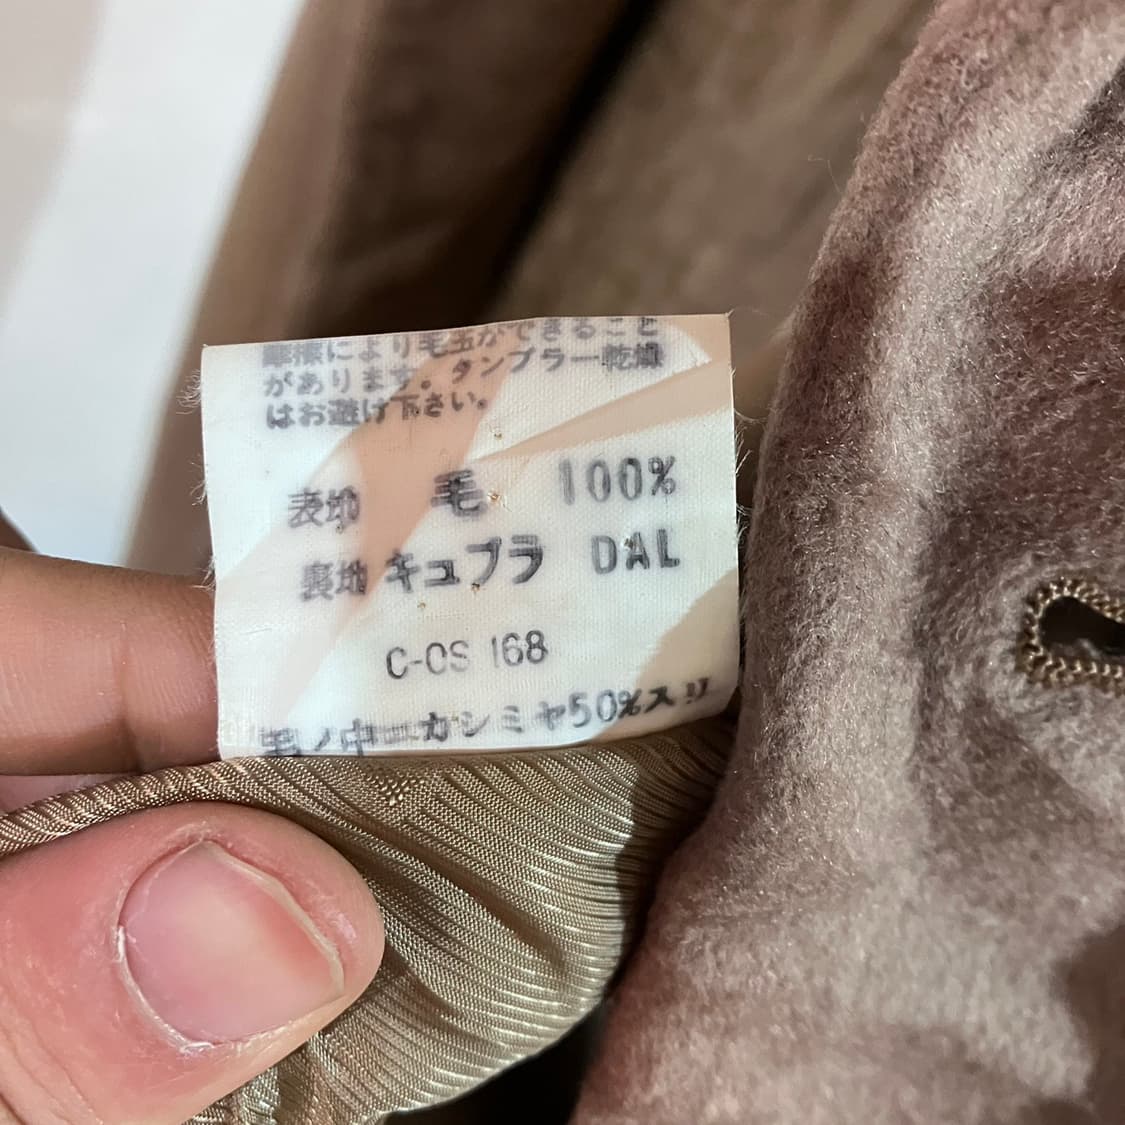 摩擦により毛玉ができること
があります。タンブラー乾燥
はお避け下さい。
表地 毛 100%
裏地 キュプラ DAL
C-OS 168
毛ノ中ニカシミヤ50%入リ